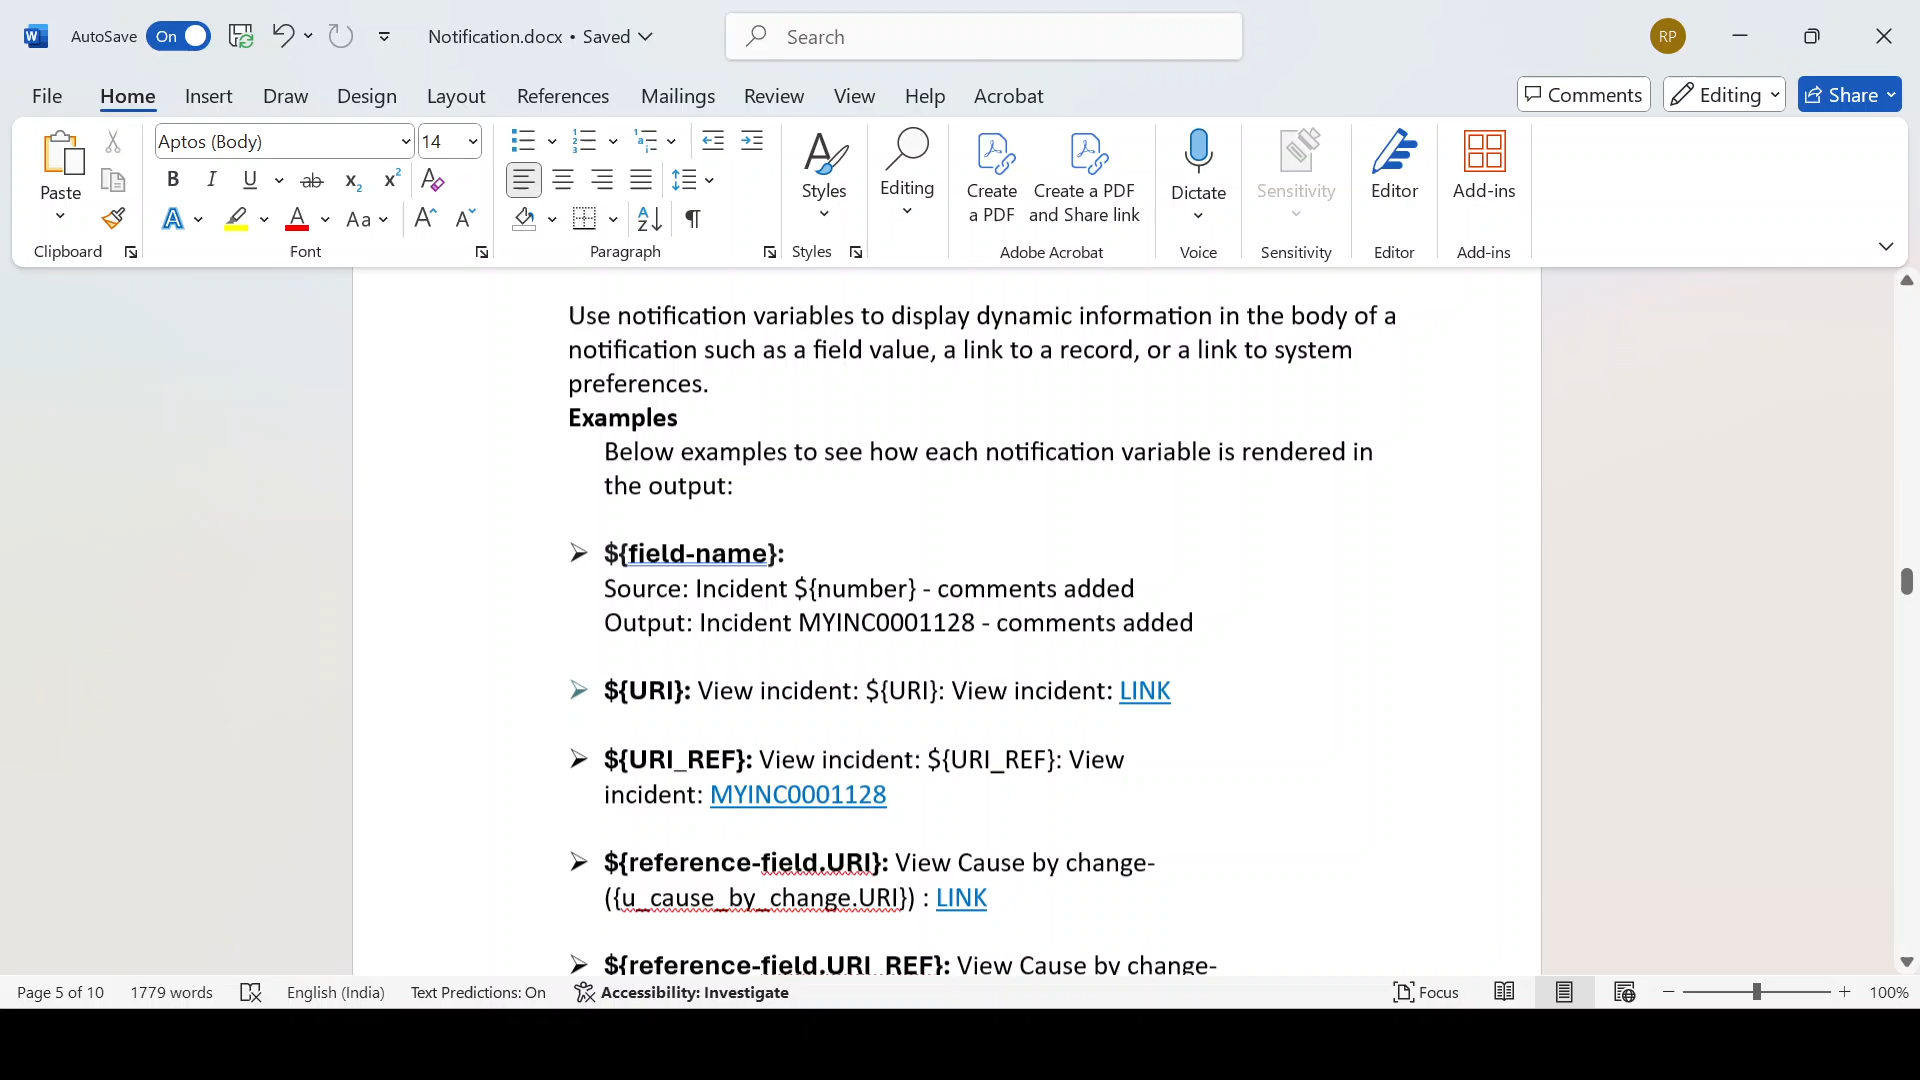 AutoSave On Notification.docx • Saved Search RP
File Home Insert Draw Design Layout References Mailings Review View Help Acrobat Comments Editing Share
Aptos (Body) 14
Paste Styles Editing Create a PDF Create a PDF and Share link Dictate Sensitivity Editor Add-ins
Clipboard Font Paragraph Styles Adobe Acrobat Voice Sensitivity Editor Add-ins
Use notification variables to display dynamic information in the body of a
notification such as a field value, a link to a record, or a link to system
preferences.
Examples
Below examples to see how each notification variable is rendered in
the output:
➢ ${field-name}:
Source: Incident ${number} - comments added
Output: Incident MYINC0001128 - comments added
➢ ${URI}: View incident: ${URI}: View incident: LINK
➢ ${URI_REF}: View incident: ${URI_REF}: View
incident: MYINC0001128
➢ ${reference-field.URI}: View Cause by change-
({u_cause_by_change.URI}) : LINK
➢ ${reference-field.URI_REF}: View Cause by change-
Page 5 of 10 1779 words English (India) Text Predictions: On Accessibility: Investigate Focus 100%